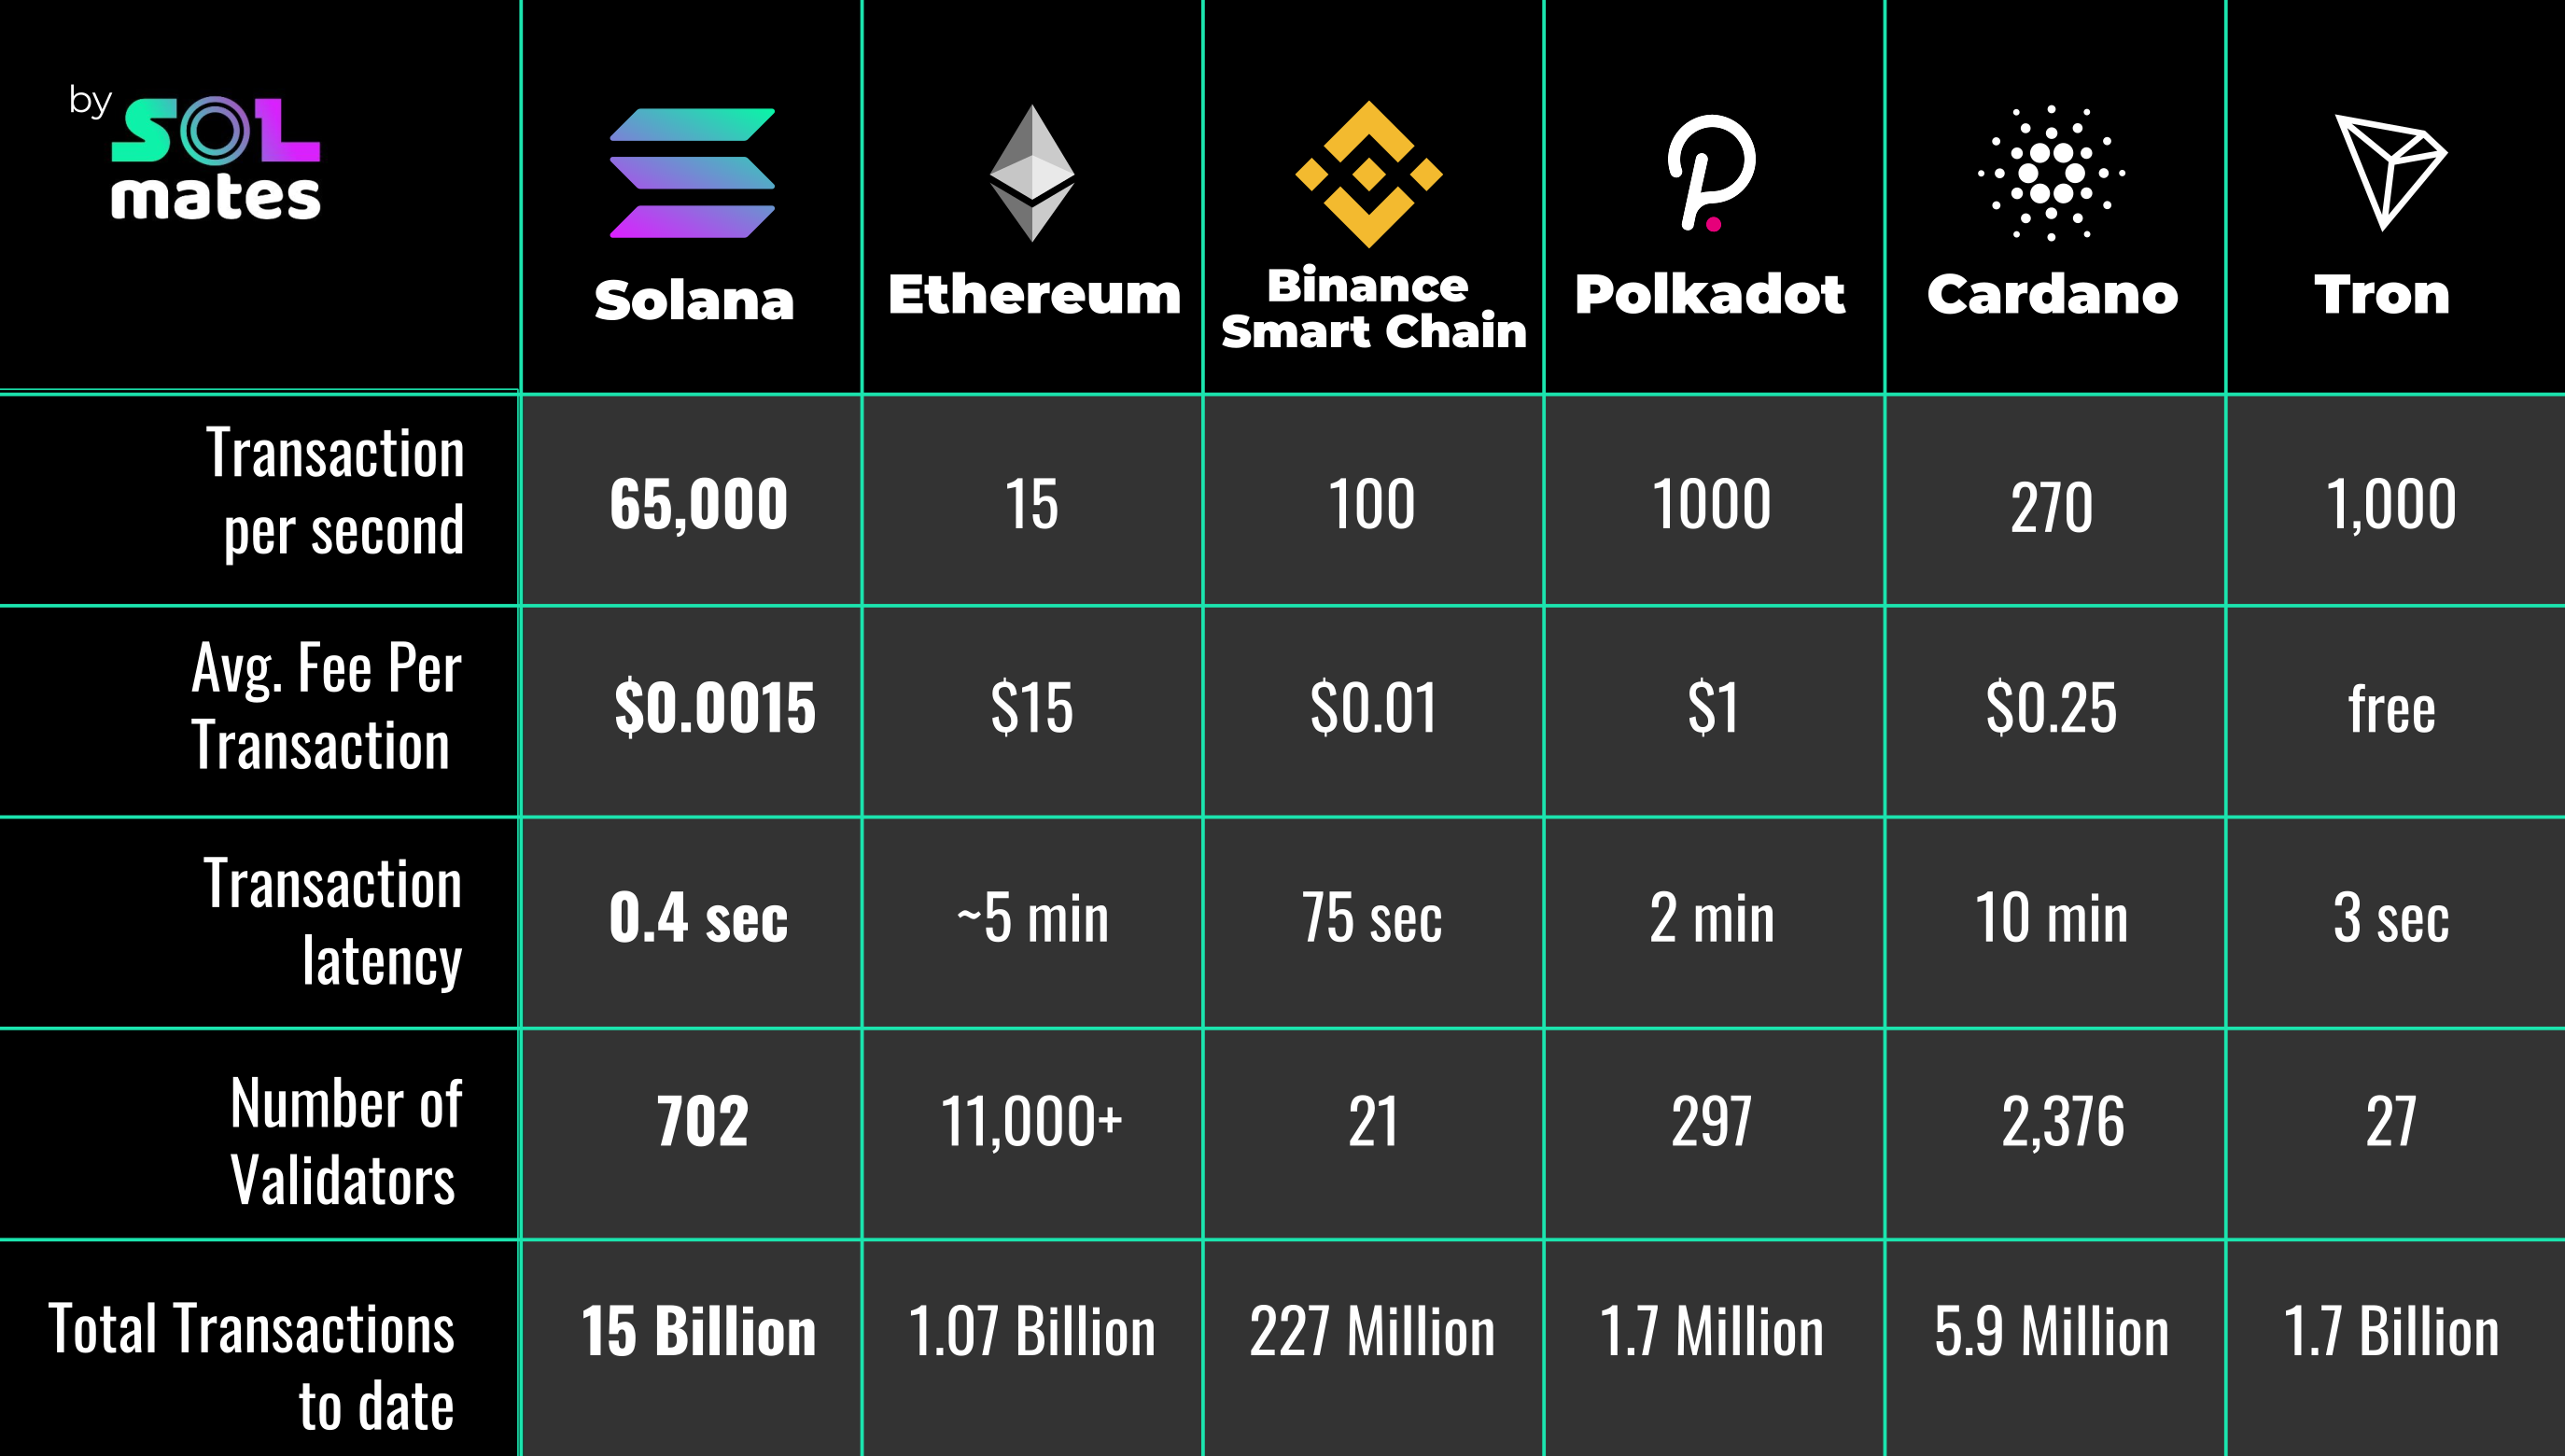 by
SOL
mates
Solana
Ethereum
Binance
Smart Chain
Polkadot
Cardano
Tron
Transaction
per second
65,000
15
100
1000
270
1,000
Avg. Fee Per
Transaction
$0.0015
$15
$0.01
$1
$0.25
free
Transaction
latency
0.4 sec
~5 min
75 sec
2 min
10 min
3 sec
Number of
Validators
702
11,000+
21
297
2,376
27
Total Transactions
to date
15 Billion
1.07 Billion
227 Million
1.7 Million
5.9 Million
1.7 Billion